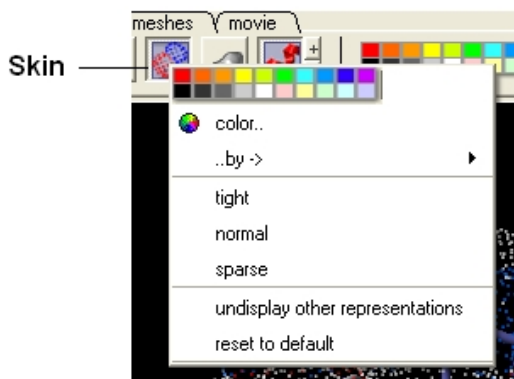 meshes movie
Skin
+
color..
..by ->
tight
normal
sparse
undisplay other representations
reset to default